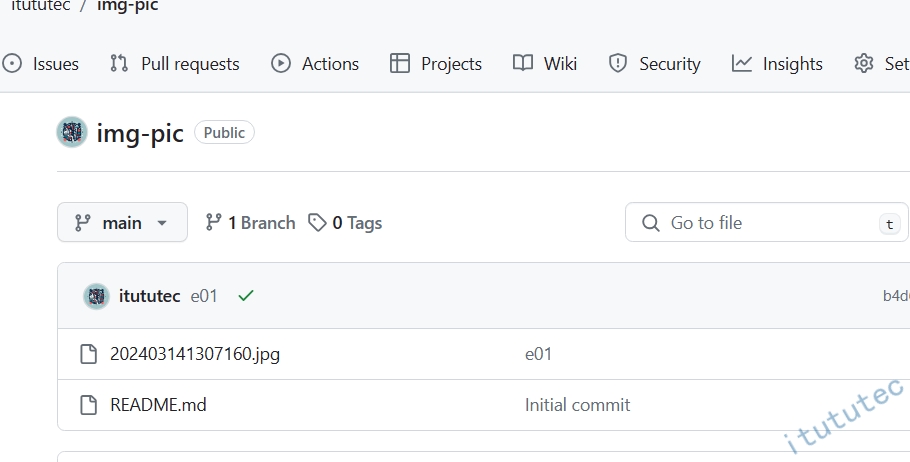 itututec / img-pic
Issues Pull requests Actions Projects Wiki Security Insights Set
img-pic Public
main 1 Branch 0 Tags Go to file t
itututec e01 b4d
202403141307160.jpg e01
README.md Initial commit
itututec